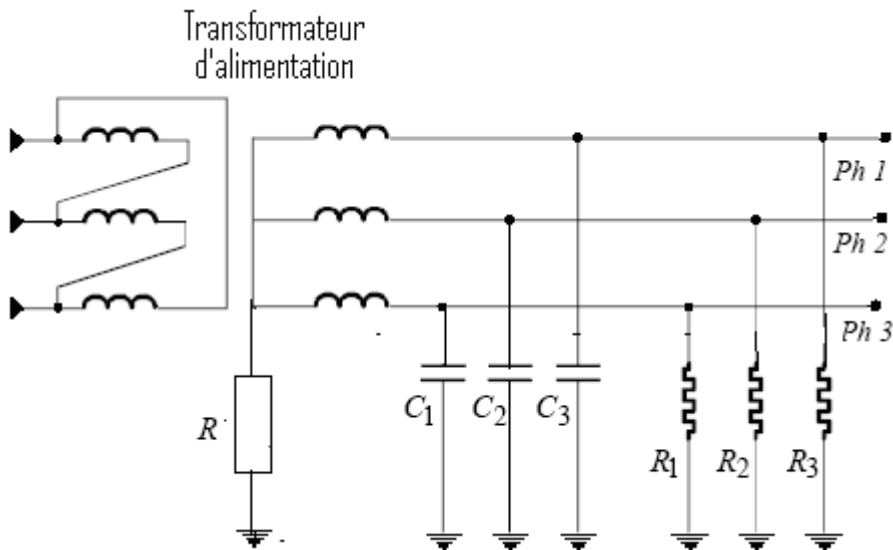 Transformateur
d'alimentation
Ph 1
Ph 2
Ph 3
R
C1
C2
C3
R1
R2
R3